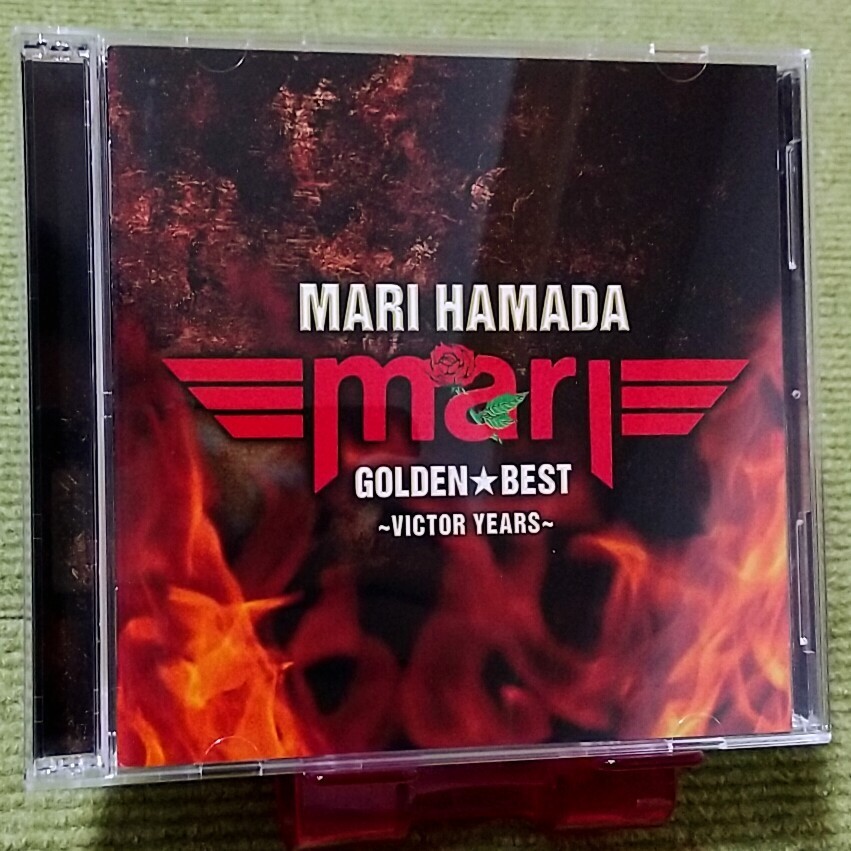 MARI HAMADA
mari
GOLDEN★BEST
~VICTOR YEARS~